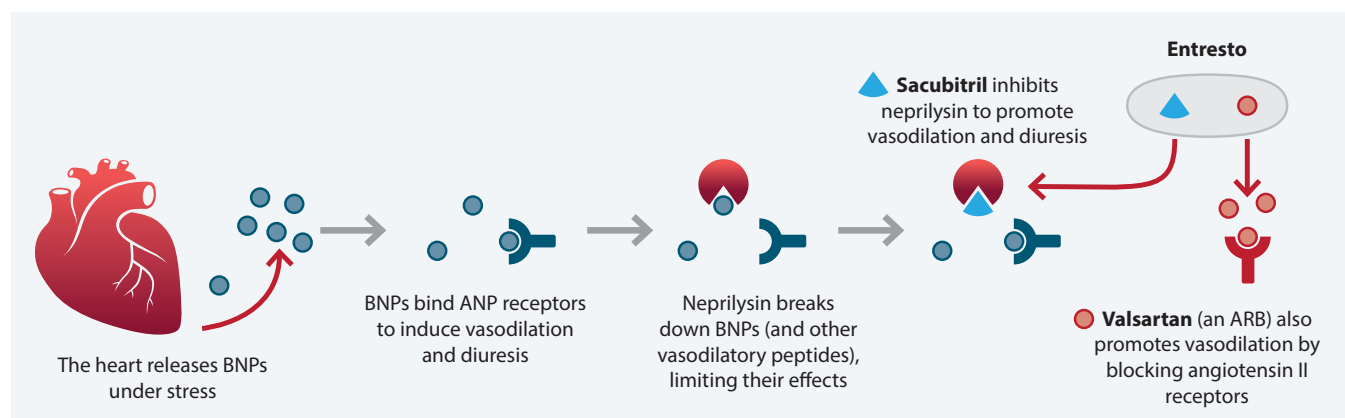 The heart releases BNPs
under stress
BNPs bind ANP receptors
to induce vasodilation
and diuresis
Neprilysin breaks
down BNPs (and other
vasodilatory peptides),
limiting their effects
Sacubitril inhibits
neprilysin to promote
vasodilation and diuresis
Entresto
Valsartan (an ARB) also
promotes vasodilation by
blocking angiotensin II
receptors